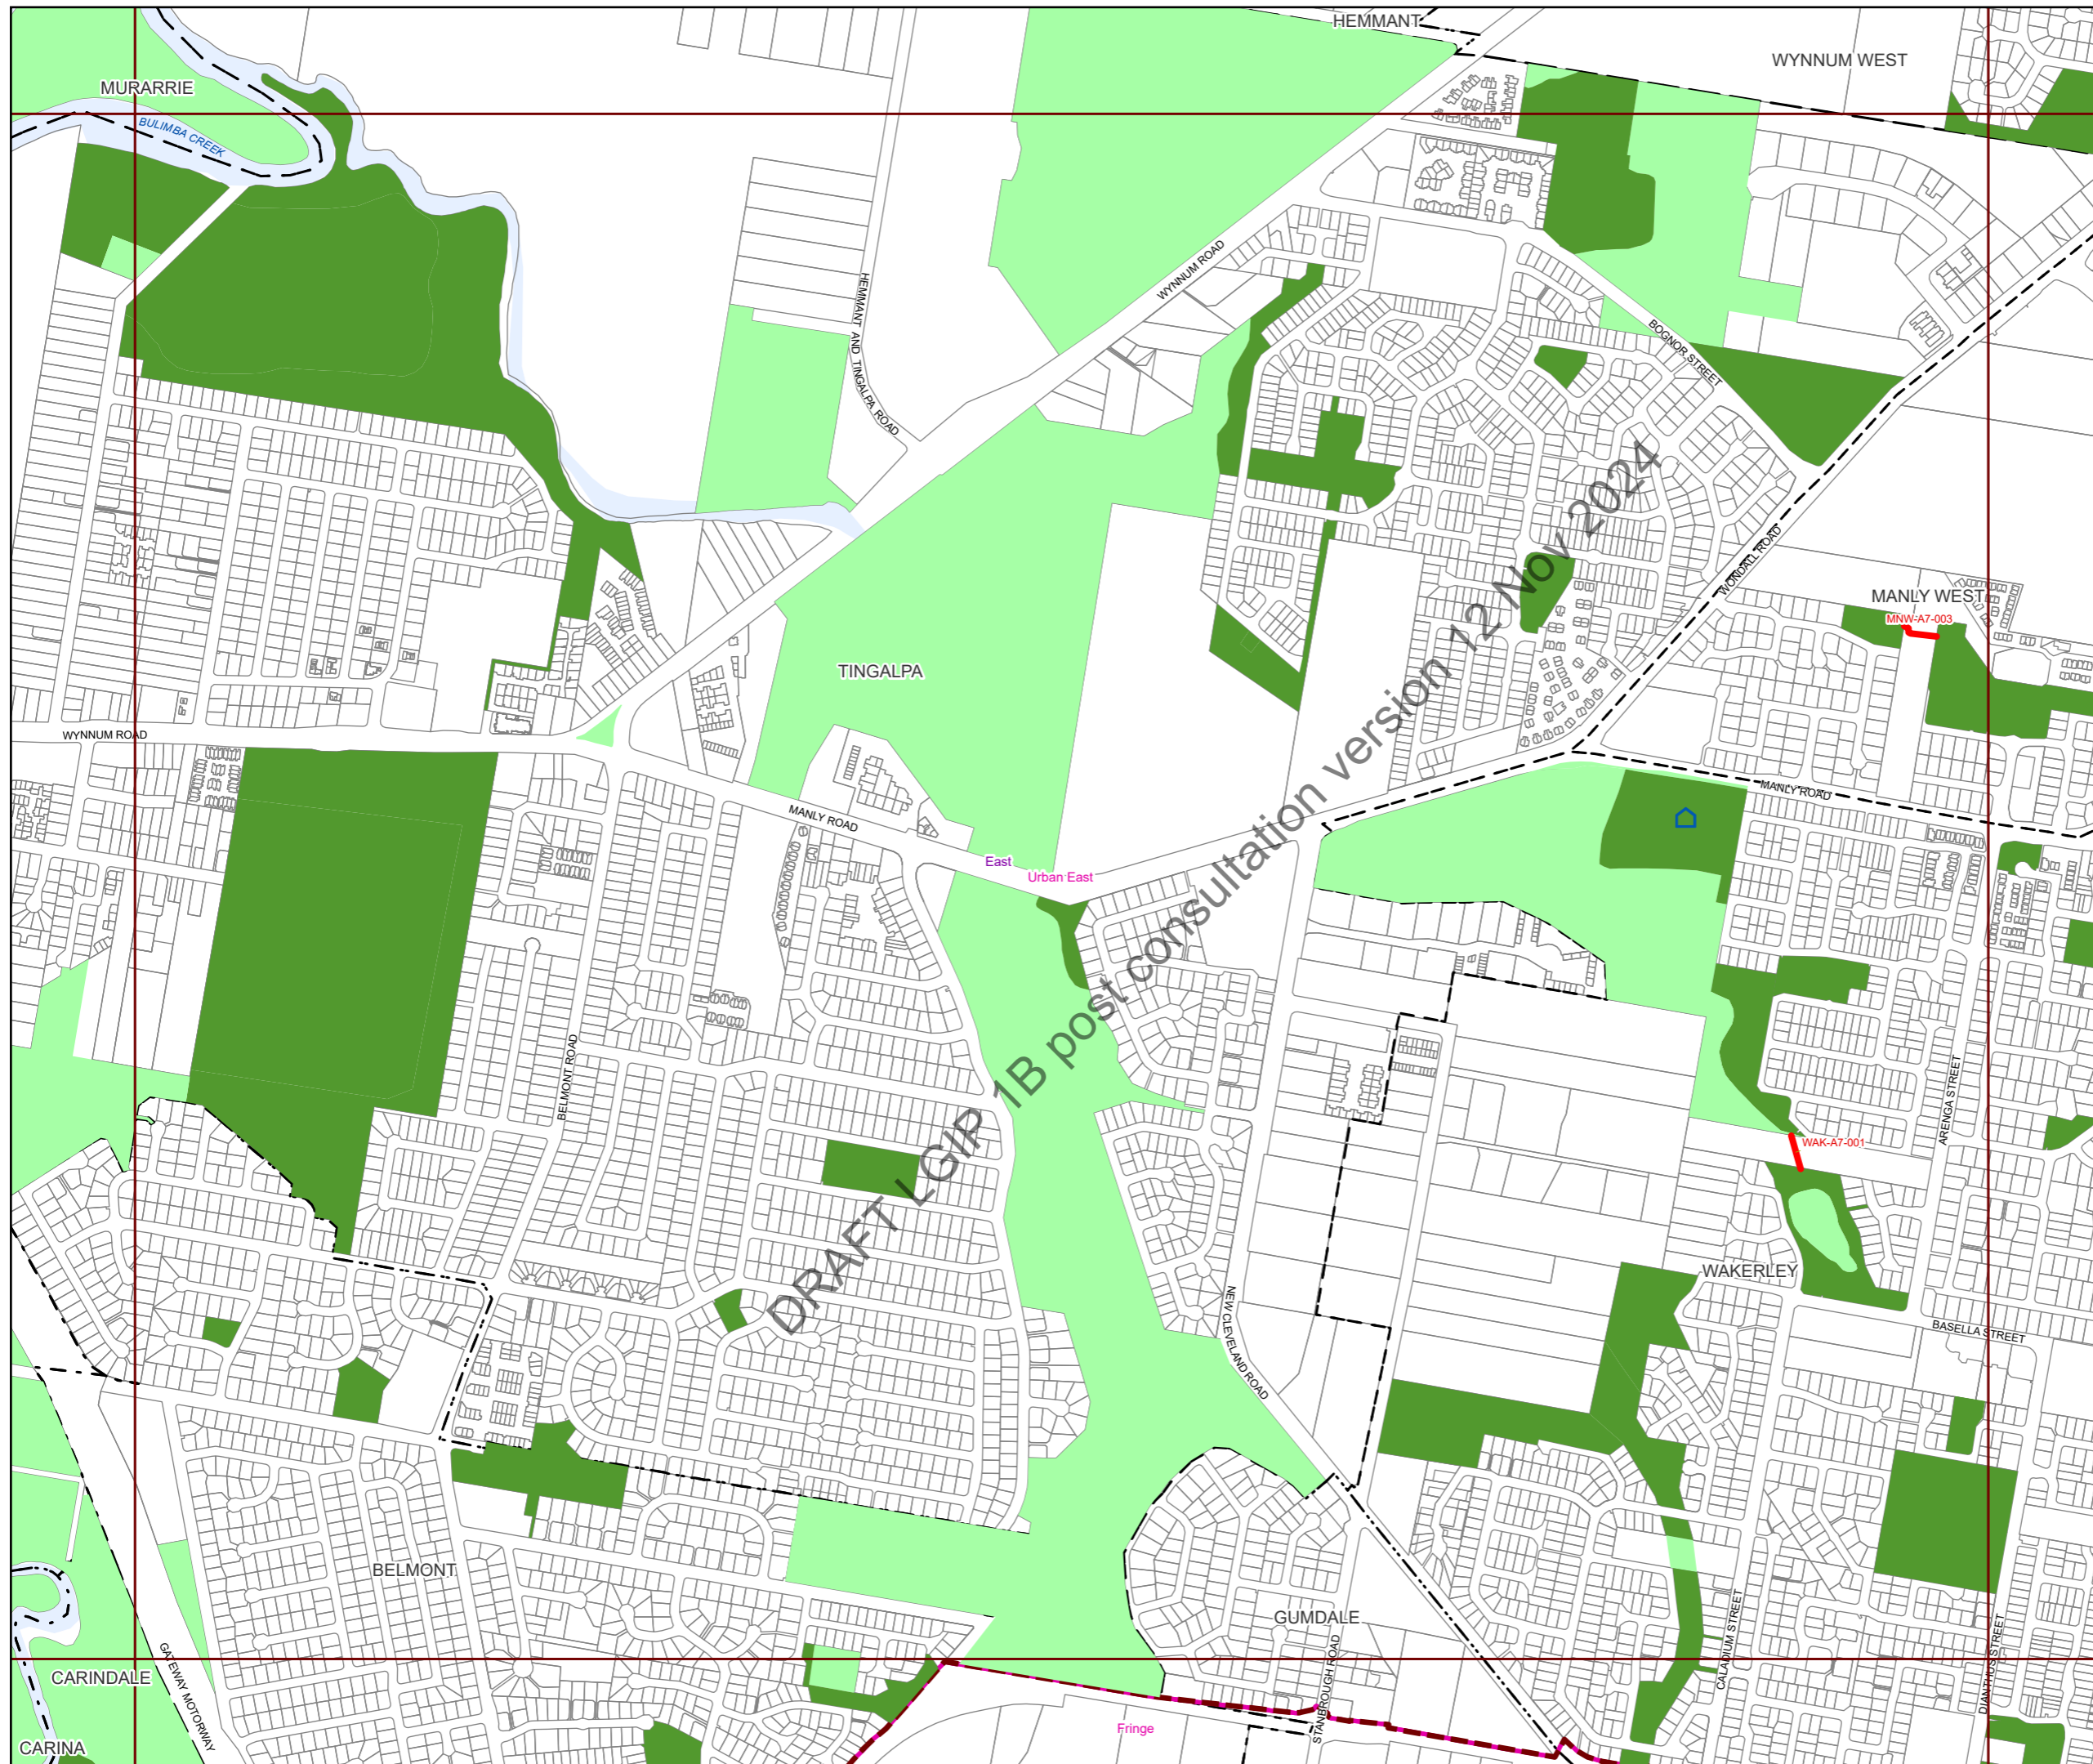 HEMMANT
WYNNUM WEST
MURARRIE
BULIMBA CREEK
WYNNUM ROAD
HEMMANT AND TINGALPA ROAD
BOGNOR STREET
WONDALL ROAD
MANLY WEST
MNW-A7-003
TINGALPA
WYNNUM ROAD
MANLY ROAD
MANLY ROAD
East
Urban East
DRAFT LGIP 1B post consultation version 12 Nov 2024
BELMONT ROAD
ARENGA STREET
WAK-A7-001
WAKERLEY
NEW CLEVELAND ROAD
BASELLA STREET
BELMONT
GUMDALE
CALADIUM STREET
DIANTHUS STREET
STANBROUGH ROAD
CARINDALE
GATEWAY MOTORWAY
Fringe
CARINA